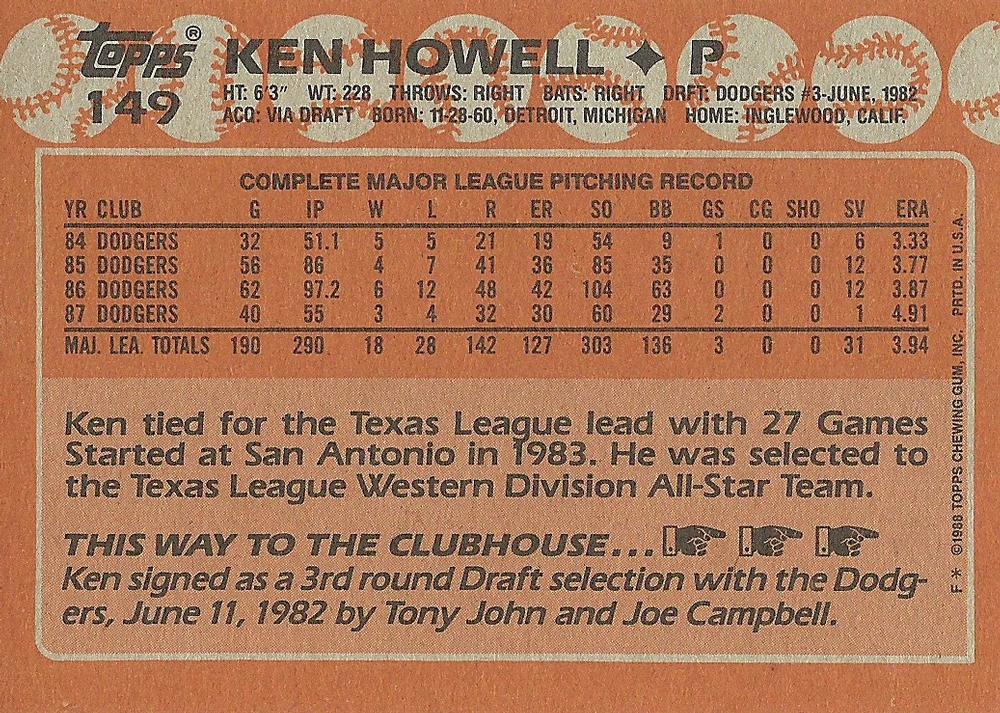 Topps® KEN HOWELL ✦ P
149 HT: 6'3" WT: 228 THROWS: RIGHT BATS: RIGHT DRFT: DODGERS #3-JUNE, 1982
ACQ: VIA DRAFT BORN: 11-28-60, DETROIT, MICHIGAN HOME: INGLEWOOD, CALIF.
COMPLETE MAJOR LEAGUE PITCHING RECORD
YR CLUB G IP W L R ER SO BB GS CG SHO SV ERA
84 DODGERS 32 51.1 5 5 21 19 54 9 1 0 0 6 3.33
85 DODGERS 56 86 4 7 41 36 85 35 0 0 0 12 3.77
86 DODGERS 62 97.2 6 12 48 42 104 63 0 0 0 12 3.87
87 DODGERS 40 55 3 4 32 30 60 29 2 0 0 1 4.91
MAJ. LEA. TOTALS 190 290 18 28 142 127 303 136 3 0 0 31 3.94
Ken tied for the Texas League lead with 27 Games
Started at San Antonio in 1983. He was selected to
the Texas League Western Division All-Star Team.
THIS WAY TO THE CLUBHOUSE...
Ken signed as a 3rd round Draft selection with the Dodg-
ers, June 11, 1982 by Tony John and Joe Campbell.
F* ©1988 TOPPS CHEWING GUM, INC. PRTD. IN U.S.A.